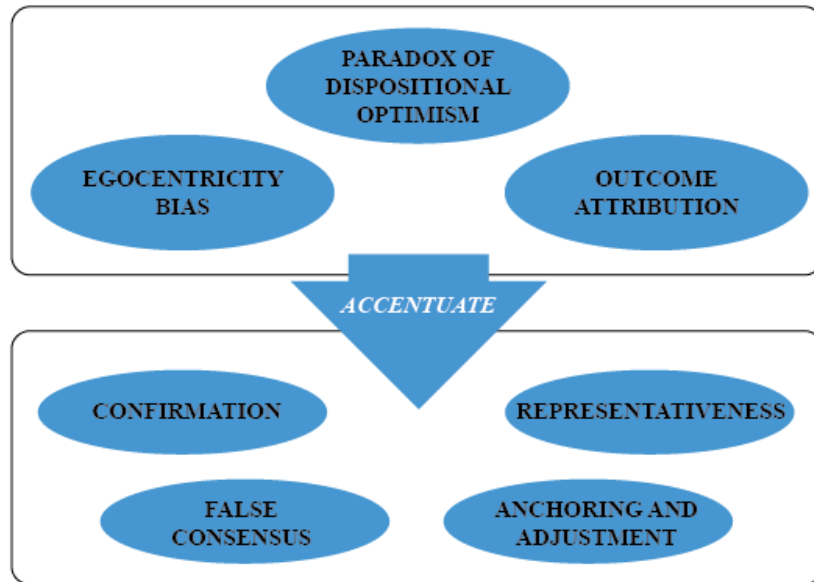 PARADOX OF
DISPOSITIONAL
OPTIMISM
EGOCENTRICITY
BIAS
OUTCOME
ATTRIBUTION
ACCENTUATE
CONFIRMATION
REPRESENTATIVENESS
FALSE
CONSENSUS
ANCHORING AND
ADJUSTMENT